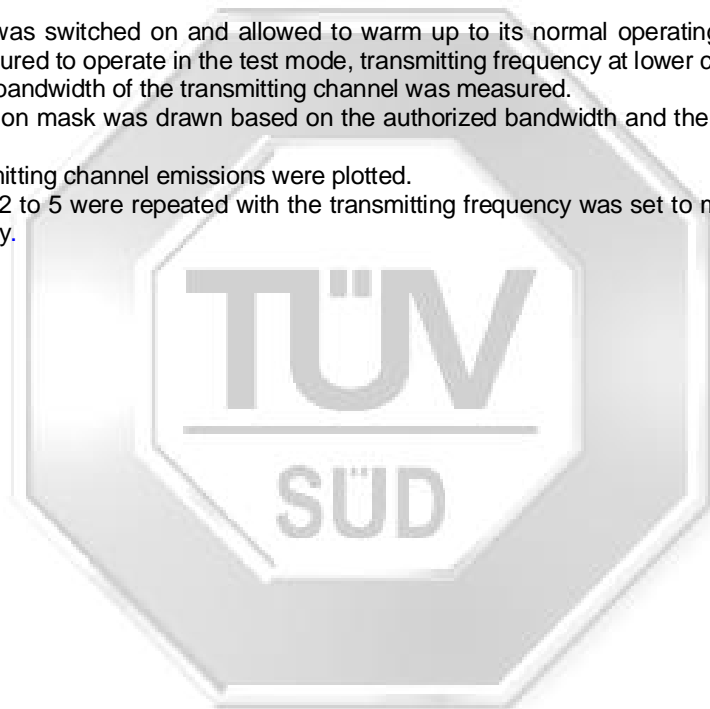 was switched on and allowed to warm up to its normal operating
ured to operate in the test mode, transmitting frequency at lower
bandwidth of the transmitting channel was measured.
on mask was drawn based on the authorized bandwidth and the
mitting channel emissions were plotted.
2 to 5 were repeated with the transmitting frequency was set to
y.
TÜV
SÜD